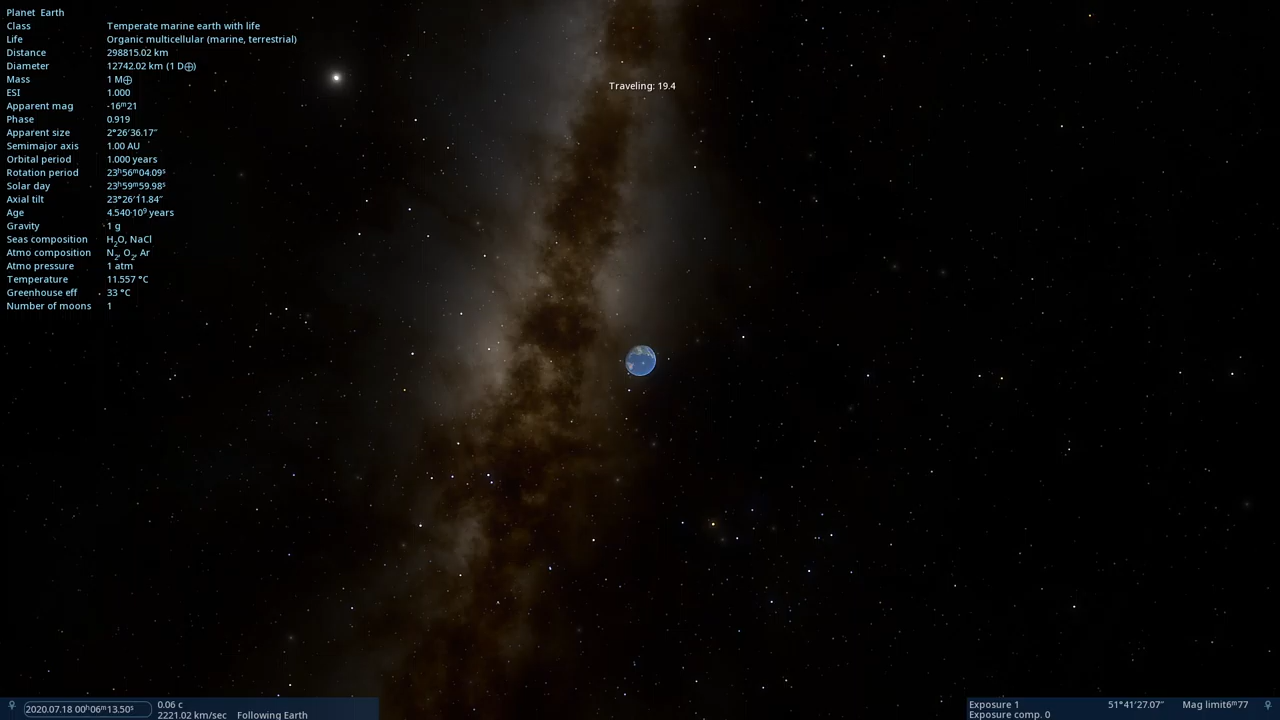 Planet Earth
Class Temperate marine earth with life
Life Organic multicellular (marine, terrestrial)
Distance 298815.02 km
Diameter 12742.02 km (1 D⊕)
Mass 1 M⊕
ESI 1.000
Apparent mag -16ᵐ21
Phase 0.919
Apparent size 2°26′36.17″
Semimajor axis 1.00 AU
Orbital period 1.000 years
Rotation period 23ʰ56ᵐ04.09ˢ
Solar day 23ʰ59ᵐ59.98ˢ
Axial tilt 23°26′11.84″
Age 4.540·10⁹ years
Gravity 1 g
Seas composition H₂O, NaCl
Atmo composition N₂, O₂, Ar
Atmo pressure 1 atm
Temperature 11.557 °C
Greenhouse eff 33 °C
Number of moons 1
Traveling: 19.4
2020.07.18 00ʰ06ᵐ13.50ˢ
0.06 c
2221.02 km/sec Following Earth
Exposure 1 51°41′27.07″ Mag limit6ᵐ77
Exposure comp. 0